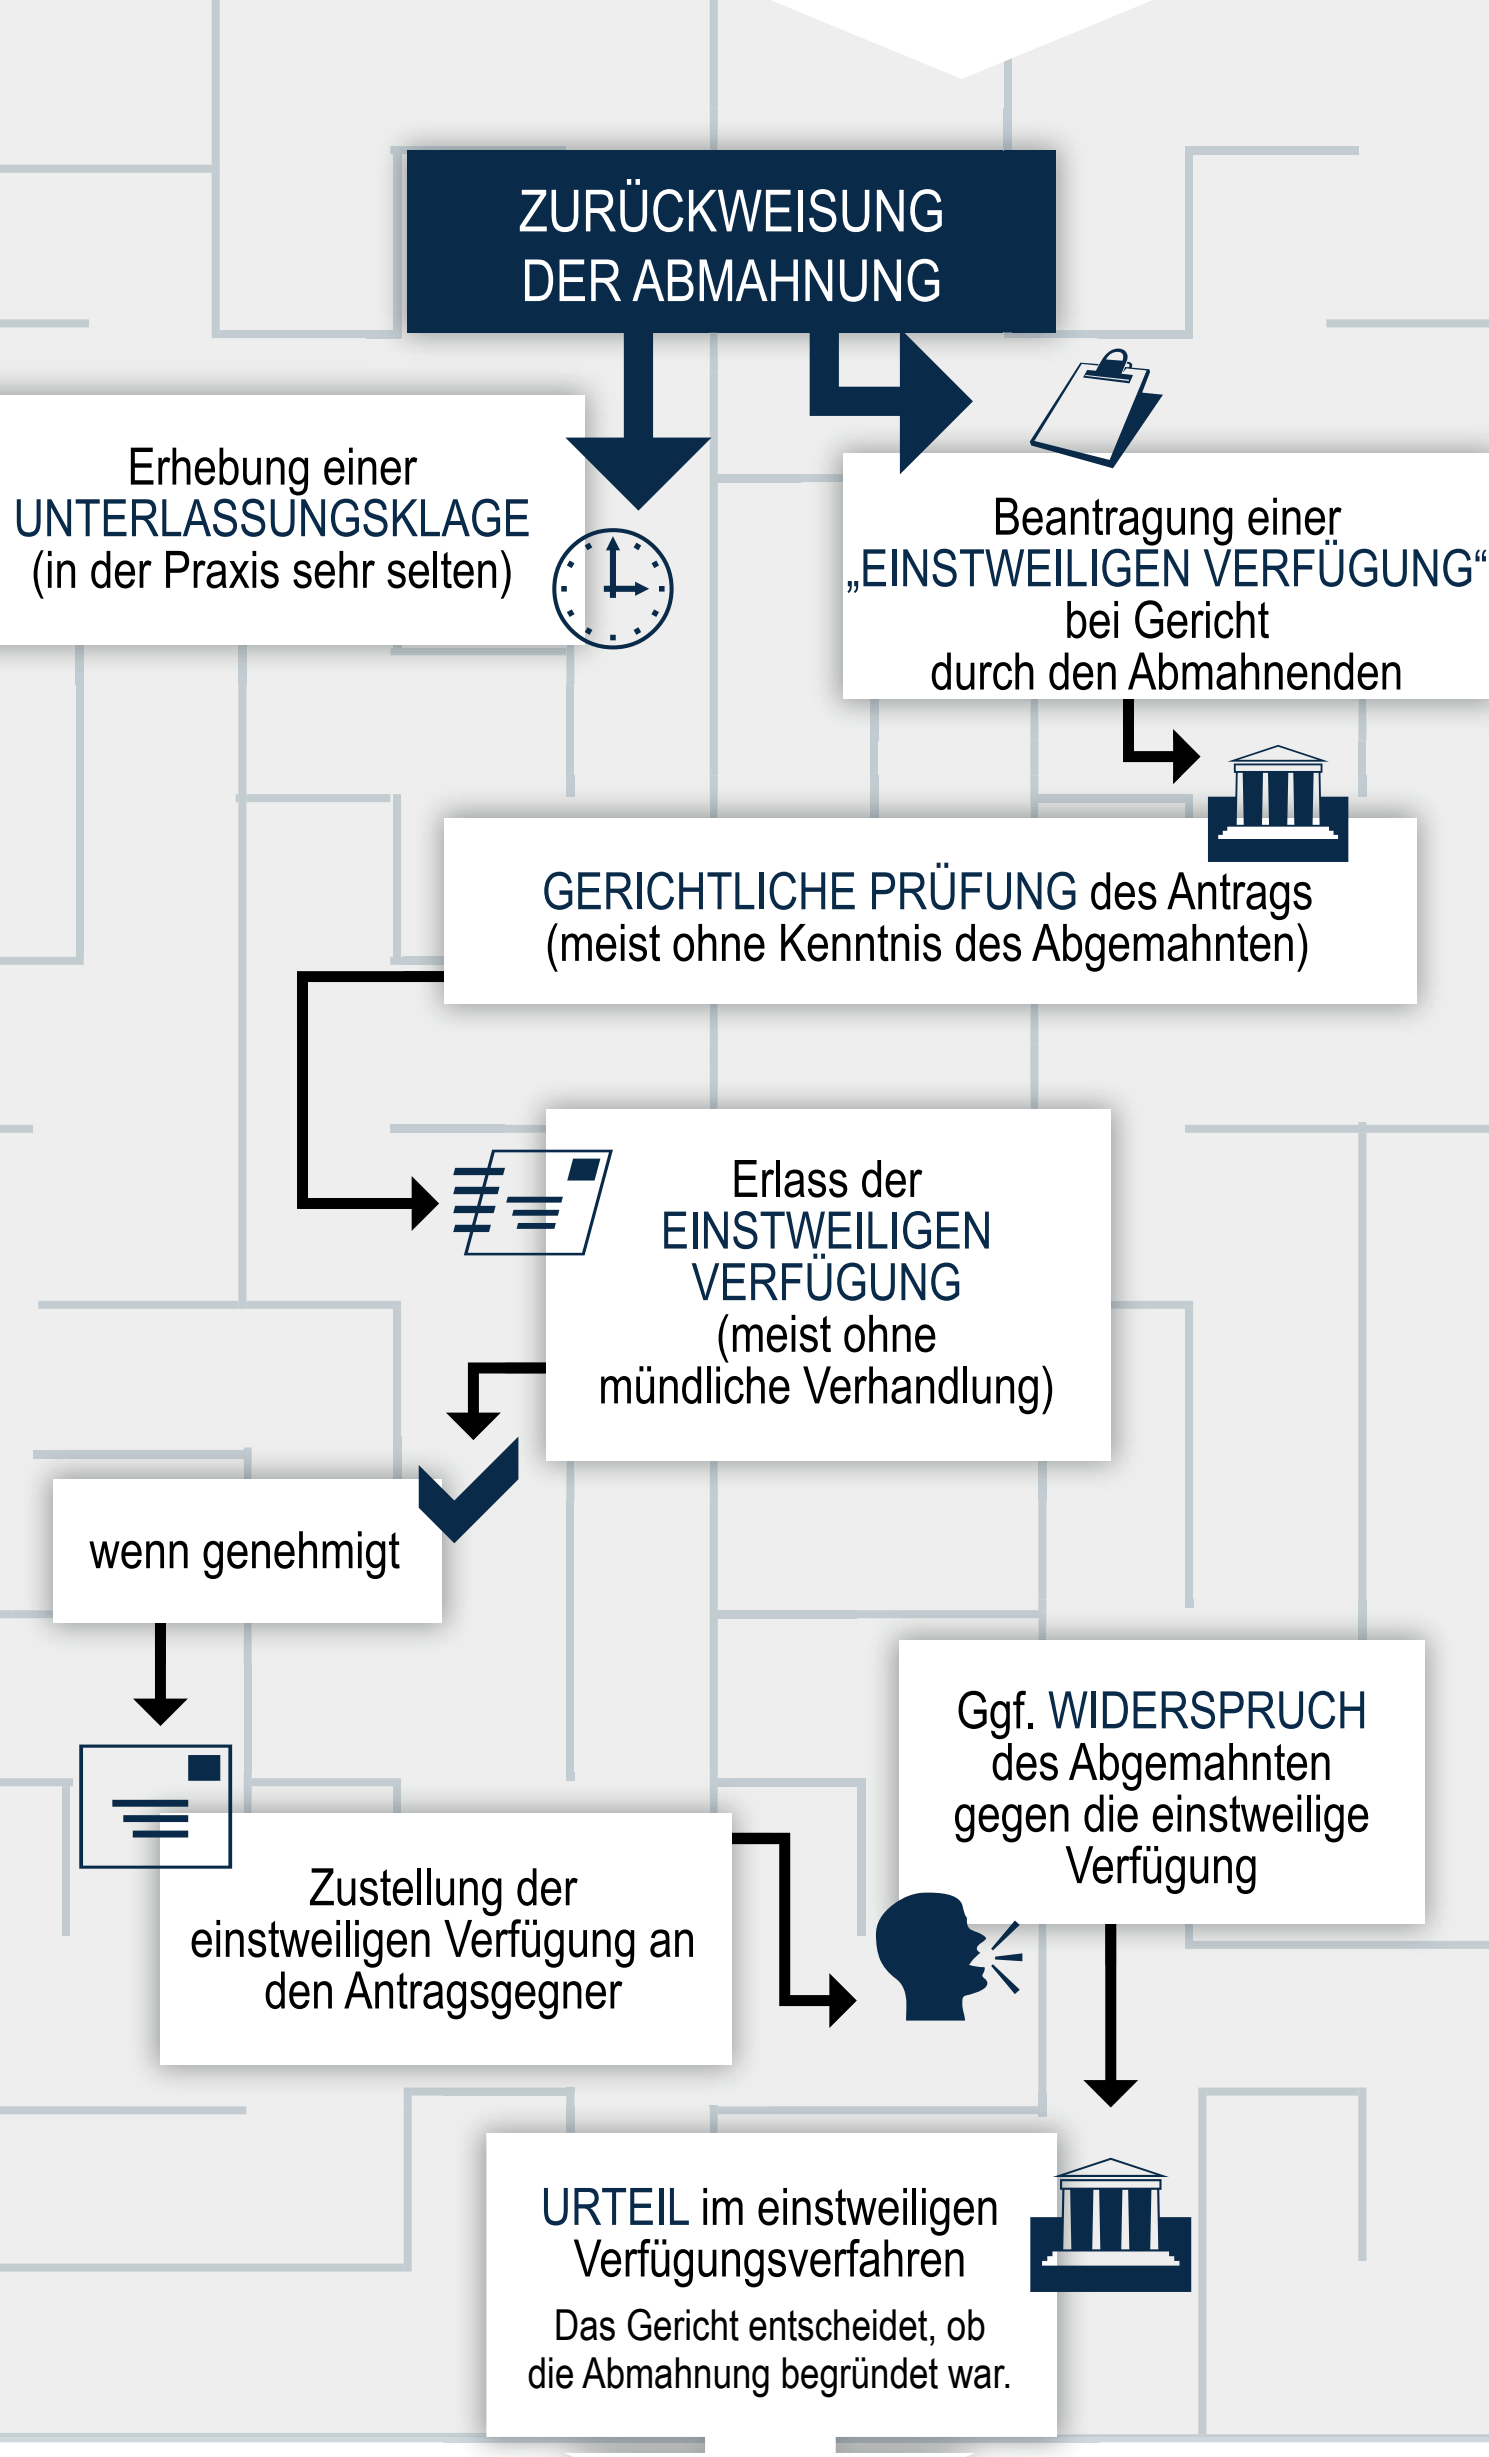 ZURÜCKWEISUNG
DER ABMAHNUNG
Erhebung einer
UNTERLASSUNGSKLAGE
(in der Praxis sehr selten)
Beantragung einer
„EINSTWEILIGEN VERFÜGUNG“
bei Gericht
durch den Abmahnenden
GERICHTLICHE PRÜFUNG des Antrags
(meist ohne Kenntnis des Abgemahnten)
Erlass der
EINSTWEILIGEN
VERFÜGUNG
(meist ohne
mündliche Verhandlung)
wenn genehmigt
Zustellung der
einstweiligen Verfügung an
den Antragsgegner
Ggf. WIDERSPRUCH
des Abgemahnten
gegen die einstweilige
Verfügung
URTEIL im einstweiligen
Verfügungsverfahren
Das Gericht entscheidet, ob
die Abmahnung begründet war.